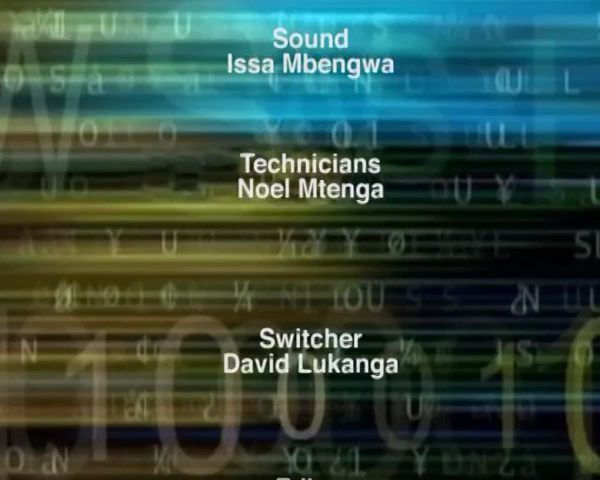 Sound
Issa Mbengwa
Technicians
Noel Mtenga
Switcher
David Lukanga